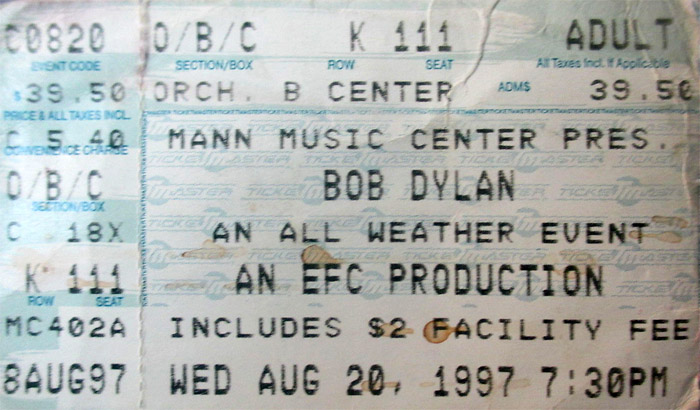 C0820 O/B/C K 111 ADULT
EVENT CODE SECTION/BOX ROW SEAT All Taxes Incl. If Applicable
$39.50 ORCH. B CENTER ADM$ 39.50
PRICE & ALL TAXES INCL.
C 5.40 MANN MUSIC CENTER PRES.
CONVENIENCE CHARGE
O/B/C BOB DYLAN
SECTION/BOX
C 18X AN ALL WEATHER EVENT
K 111 AN EFC PRODUCTION
ROW SEAT
MC402A INCLUDES $2 FACILITY FEE
8AUG97 WED AUG 20, 1997 7:30PM